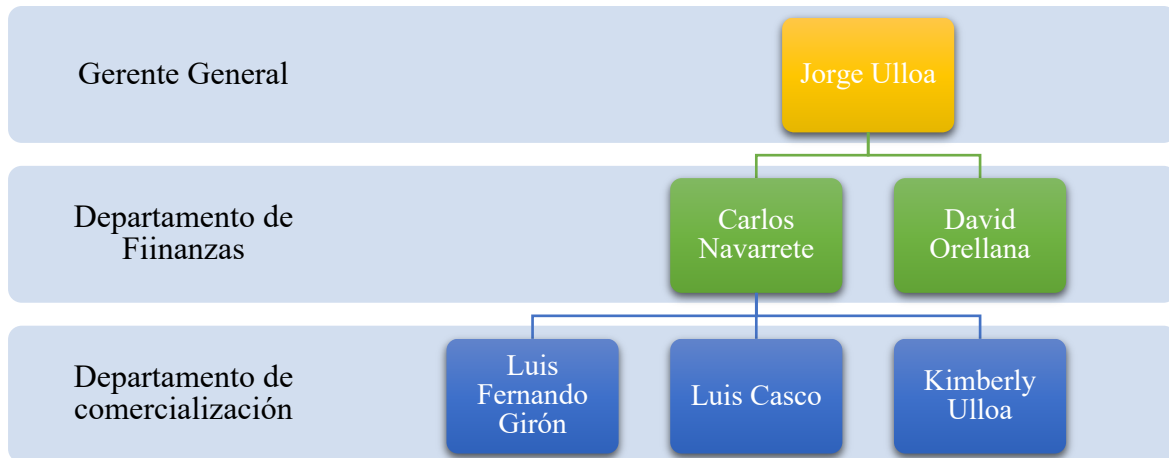 Gerente General
Jorge Ulloa
Departamento de
Fiinanzas
Carlos
Navarrete
David
Orellana
Departamento de
comercialización
Luis
Fernando
Girón
Luis Casco
Kimberly
Ulloa